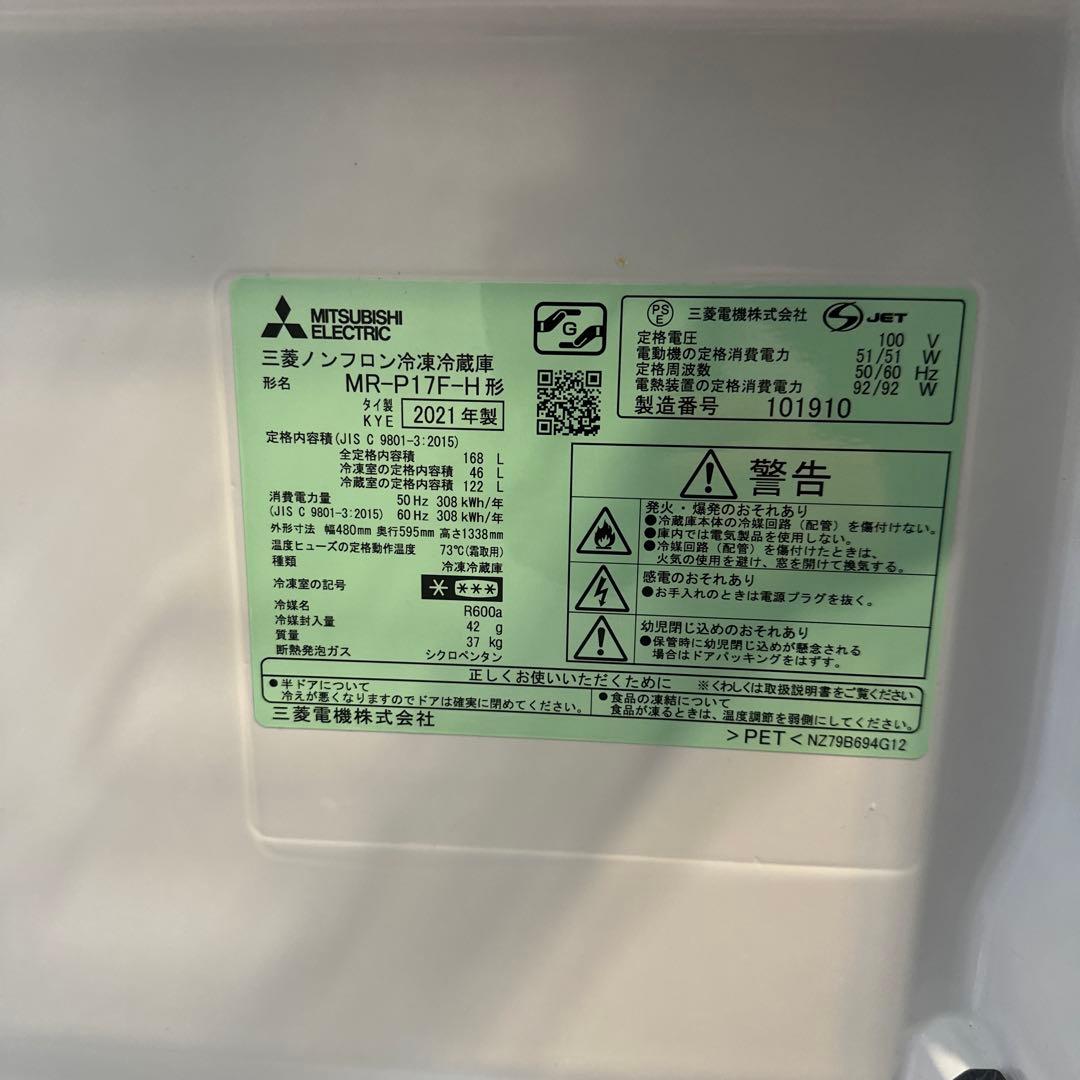 MITSUBISHI
ELECTRIC
三菱ノンフロン冷凍冷蔵庫
形名 MR-P17F-H形
タイ製
KYE 2021年製
定格内容積(JIS C 9801-3:2015)
全定格内容積 168 L
冷凍室の定格内容積 46 L
冷蔵室の定格内容積 122 L
消費電力量 50Hz 308kWh/年
(JIS C 9801-3:2015) 60Hz 308kWh/年
外形寸法 幅480mm 奥行595mm 高さ1338mm
温度ヒューズの定格動作温度 73℃(霜取用)
種類 冷凍冷蔵庫
冷凍室の記号 * ***
冷媒名 R600a
冷媒封入量 42 g
質量 37 kg
断熱発泡ガス シクロペンタン
G
PS
E 三菱電機株式会社 S JET
定格電圧 100 V
電動機の定格消費電力 51/51 W
定格周波数 50/60 Hz
電熱装置の定格消費電力 92/92 W
製造番号 101910
警告
発火・爆発のおそれあり
●冷蔵庫本体の冷媒回路(配管)を傷付けない。
●庫内では電気製品を使用しない。
●冷媒回路(配管)を傷付けたときは、
火気の使用を避け、窓を開けて換気する。
感電のおそれあり
●お手入れのときは電源プラグを抜く。
幼児閉じ込めのおそれあり
●保管時に幼児閉じ込めが懸念される
場合はドアパッキングをはずす。
正しくお使いいただくために ※くわしくは取扱説明書をご覧ください
●半ドアについて
冷えが悪くなりますのでドアは確実に閉めてください。
●食品の凍結について
食品が凍るときは、温度調節を弱側にしてください。
三菱電機株式会社
>PET< NZ79B694G12